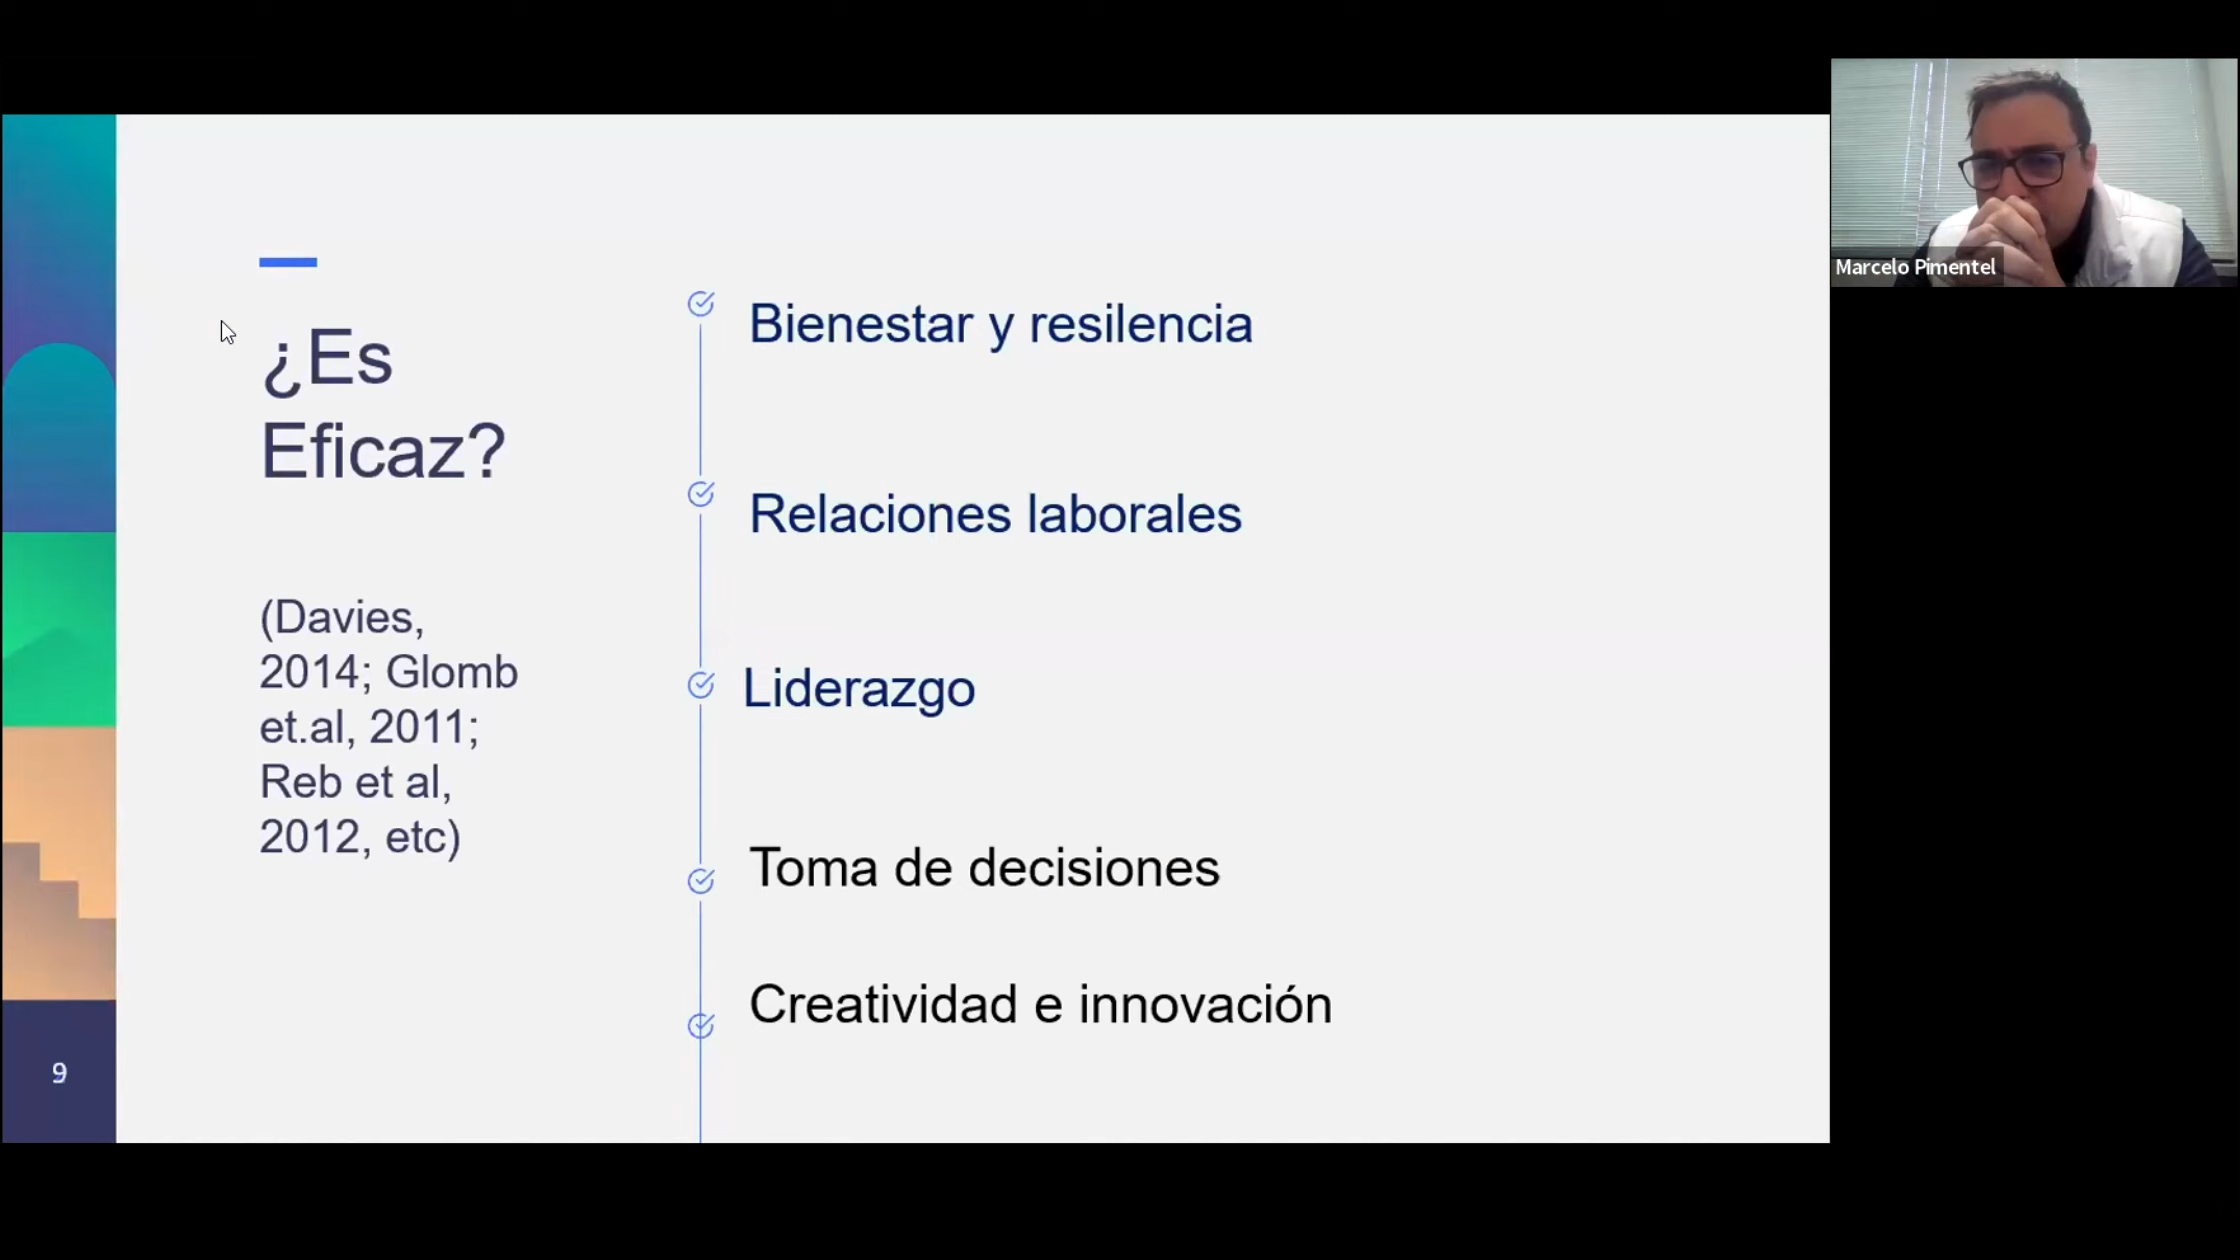 ¿Es
Eficaz?
(Davies,
2014; Glomb
et.al, 2011;
Reb et al,
2012, etc)
9
Bienestar y resilencia
Relaciones laborales
Liderazgo
Toma de decisiones
Creatividad e innovación
Marcelo Pimentel